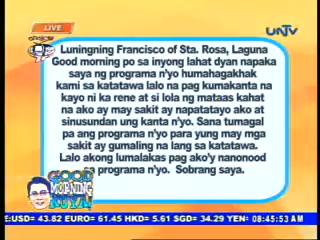 LIVE
UNTV
Luningning Francisco of Sta. Rosa, Laguna
Good morning po sa inyong lahat dyan napaka
saya ng programa n'yo humahagakhak
kami sa katatawa lalo na pag kumakanta na
kayo ni ka rene at si lola ng mataas kahat
na ako ay may sakit ay napatatayo ako at
sinusundan ung kanta n'yo. Sana tumagal
pa ang programa n'yo para yung may mga
sakit ay gumaling na lang sa katatawa.
Lalo akong lumalakas pag ako'y nanonood
sa programa n'yo. Sobrang saya.
GOOD
MORNING
KUYA!
E:USD= 43.82 EURO= 61.45 HKD= 5.61 SGD= 34.29 YEN= 08:45:53 AM